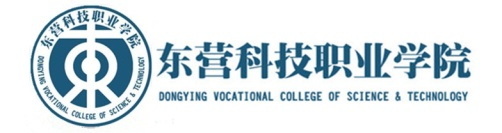 东营科技职业学院
DONGYING VOCATIONAL COLLEGE OF SCIENCE & TECHNOLOGY
东营科技职业学院
DONGYING VOCATIONAL COLLEGE OF SCIENCE & TECHNOLOGY